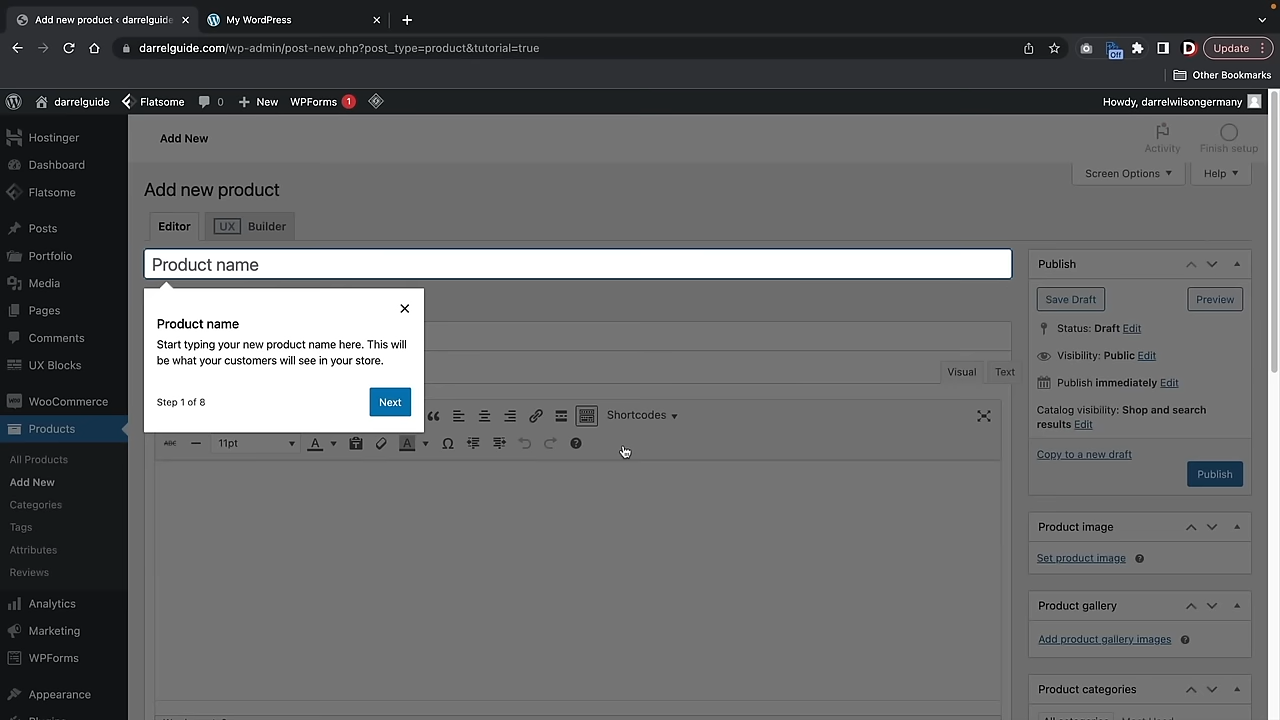 Add new product ‹ darrelguide
My WordPress
darrelguide.com/wp-admin/post-new.php?post_type=product&tutorial=true
Off
D
Update
Other Bookmarks
darrelguide
Flatsome
0
New
WPForms 1
Howdy, darrelwilsongermany
Hostinger
Dashboard
Flatsome
Posts
Portfolio
Media
Pages
Comments
UX Blocks
WooCommerce
Products
All Products
Add New
Categories
Tags
Attributes
Reviews
Analytics
Marketing
WPForms
Appearance
Add New
Activity
Finish setup
Screen Options
Help
Add new product
Editor
UX Builder
Product name
Product name
Start typing your new product name here. This will
be what your customers will see in your store.
Step 1 of 8
Next
Visual
Text
Shortcodes
ABC
11pt
A
A
Publish
Save Draft
Preview
Status: Draft Edit
Visibility: Public Edit
Publish immediately Edit
Catalog visibility: Shop and search
results Edit
Copy to a new draft
Publish
Product image
Set product image
Product gallery
Add product gallery images
Product categories